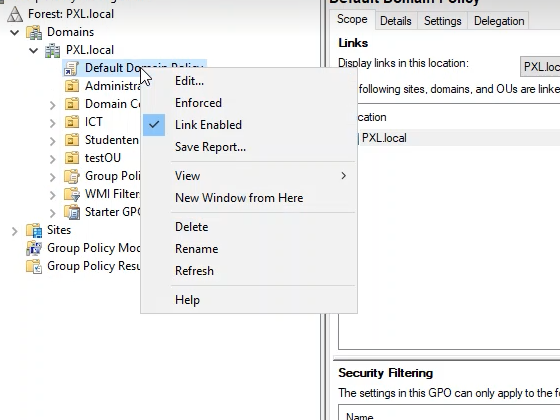 Forest: PXL.local
Domains
PXL.local
Default Domain Policy
Administra
Domain Co
ICT
Studenten
testOU
Group Polic
WMI Filters
Starter GPO
Sites
Group Policy Mod
Group Policy Resu
Edit...
Enforced
Link Enabled
Save Report...
View
New Window from Here
Delete
Rename
Refresh
Help
Default Domain Policy
Scope Details Settings Delegation
Links
Display links in this location: PXL.loc
following sites, domains, and OUs are linke
ocation
PXL.local
Security Filtering
The settings in this GPO can only apply to the fo
Name